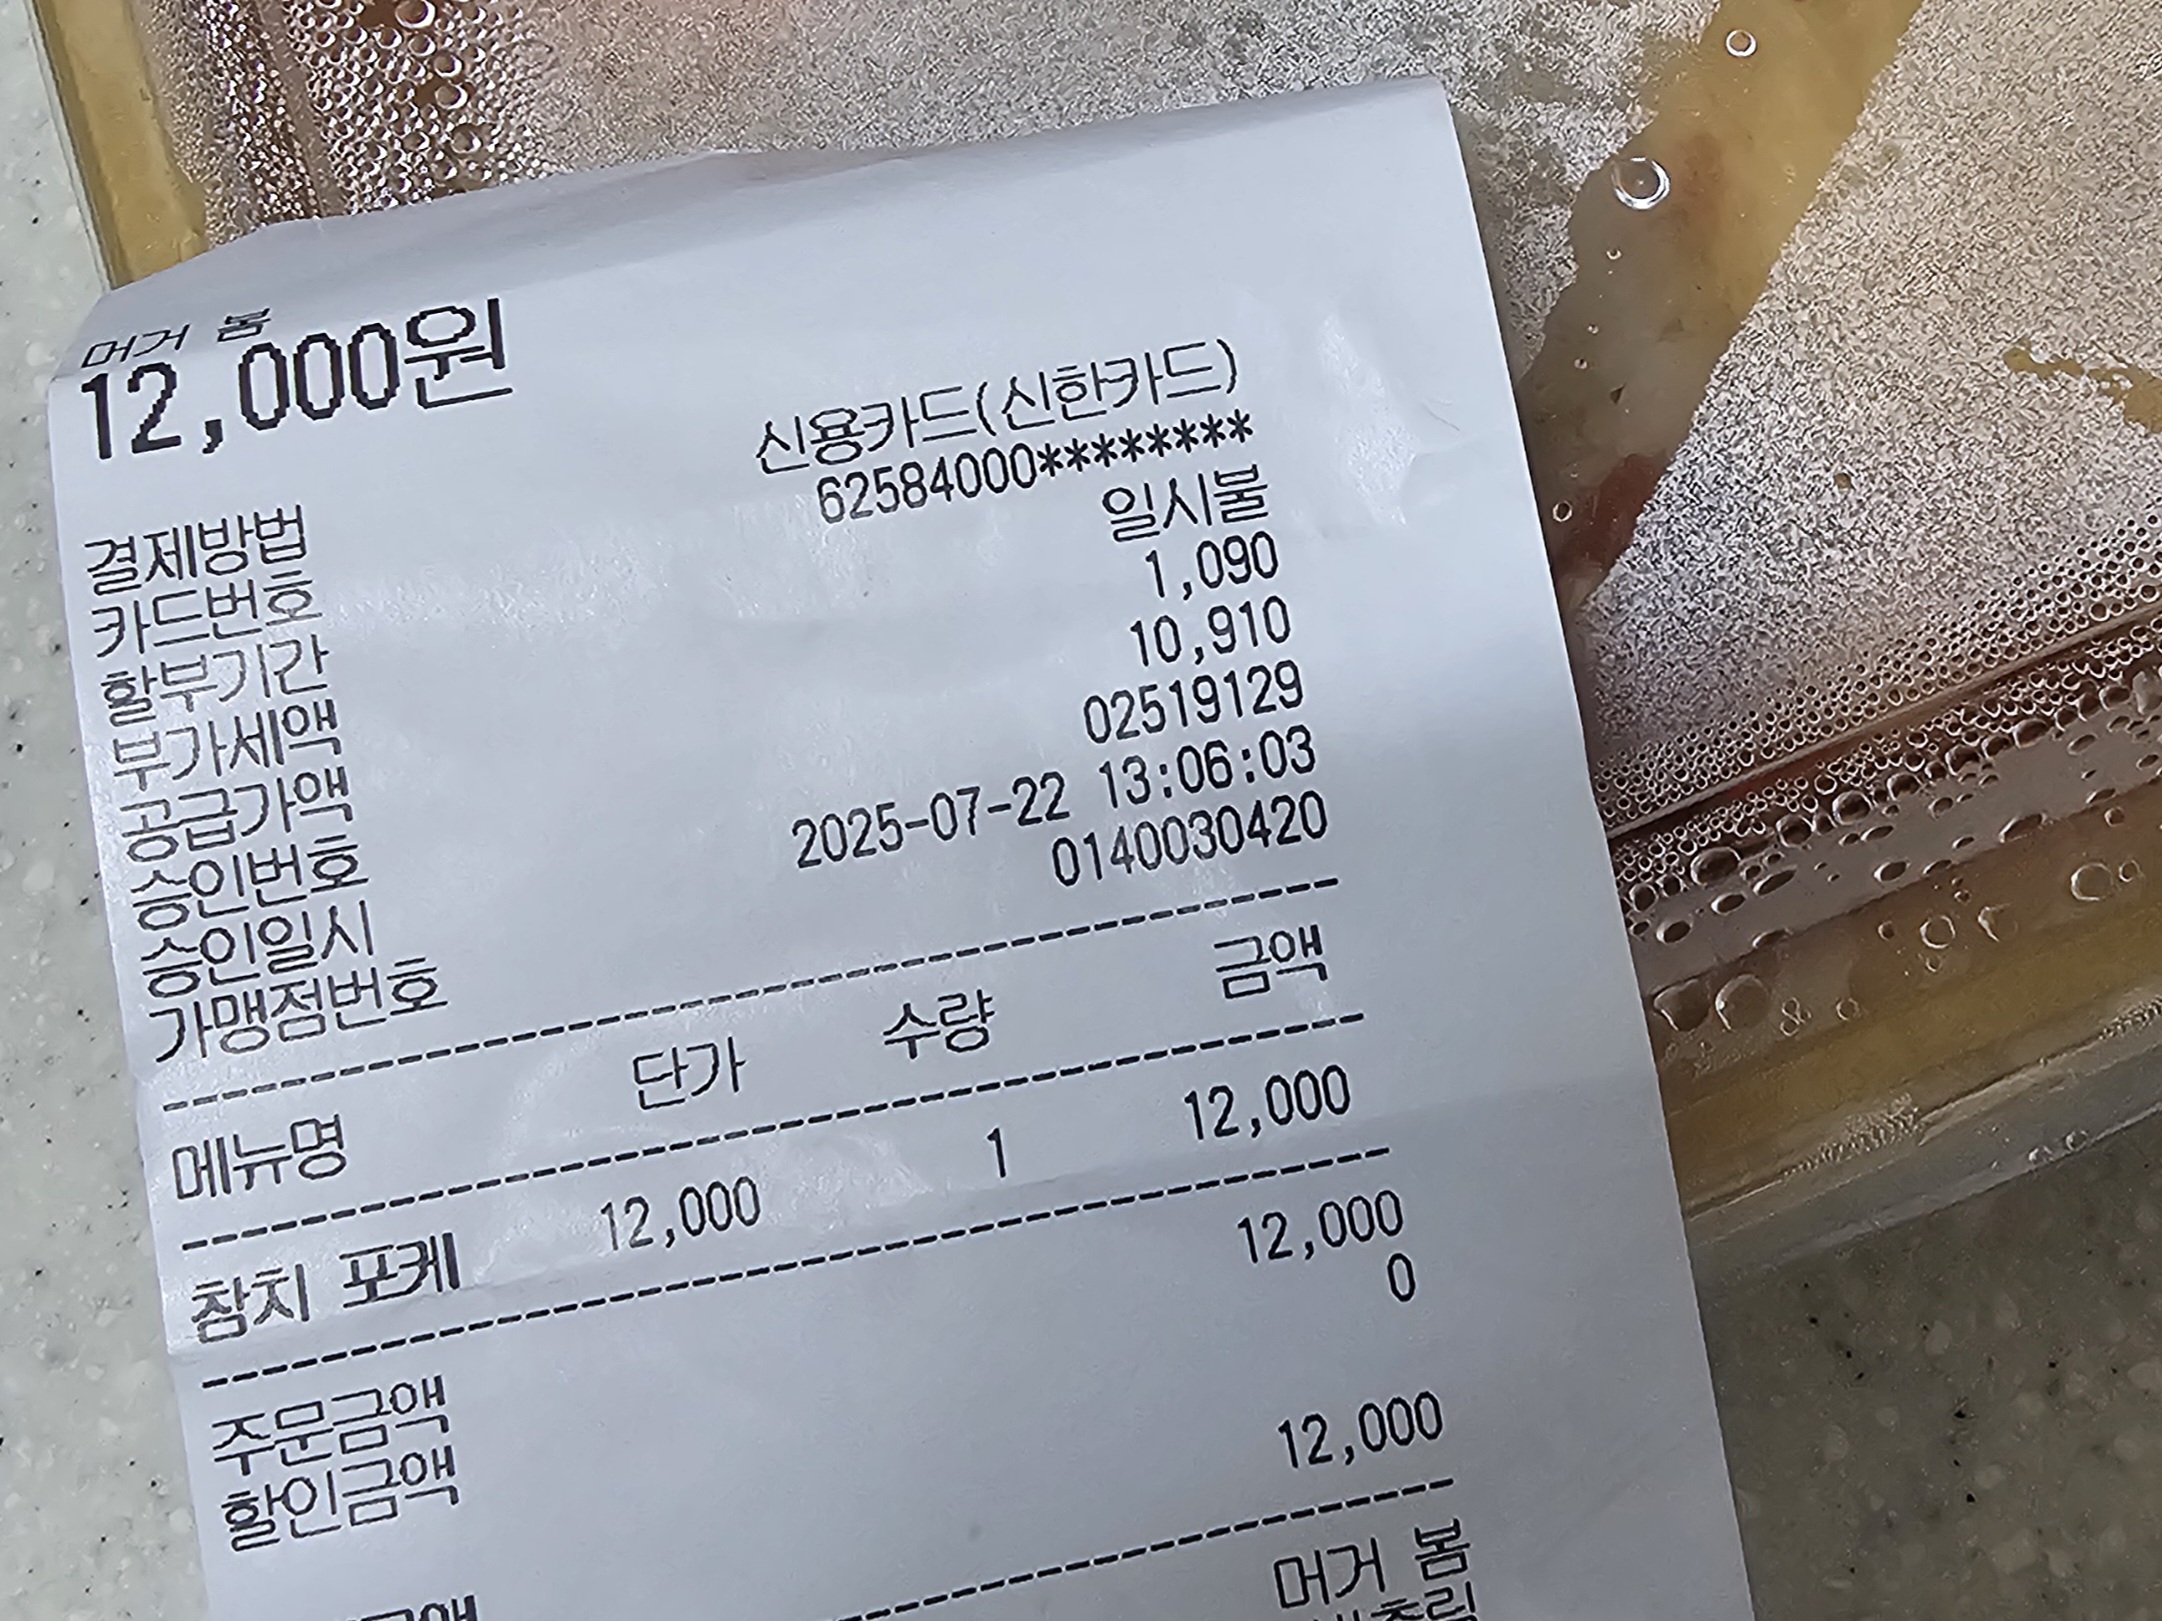 머거 봄
12,000원
결제방법 신용카드(신한카드)
카드번호 62584000********
할부기간 일시불
부가세액 1,090
공급가액 10,910
승인번호 02519129
승인일시 2025-07-22 13:06:03
가맹점번호 0140030420
메뉴명 단가 수량 금액
참치 포케 12,000 1 12,000
주문금액 12,000
할인금액 0
12,000
머거 봄